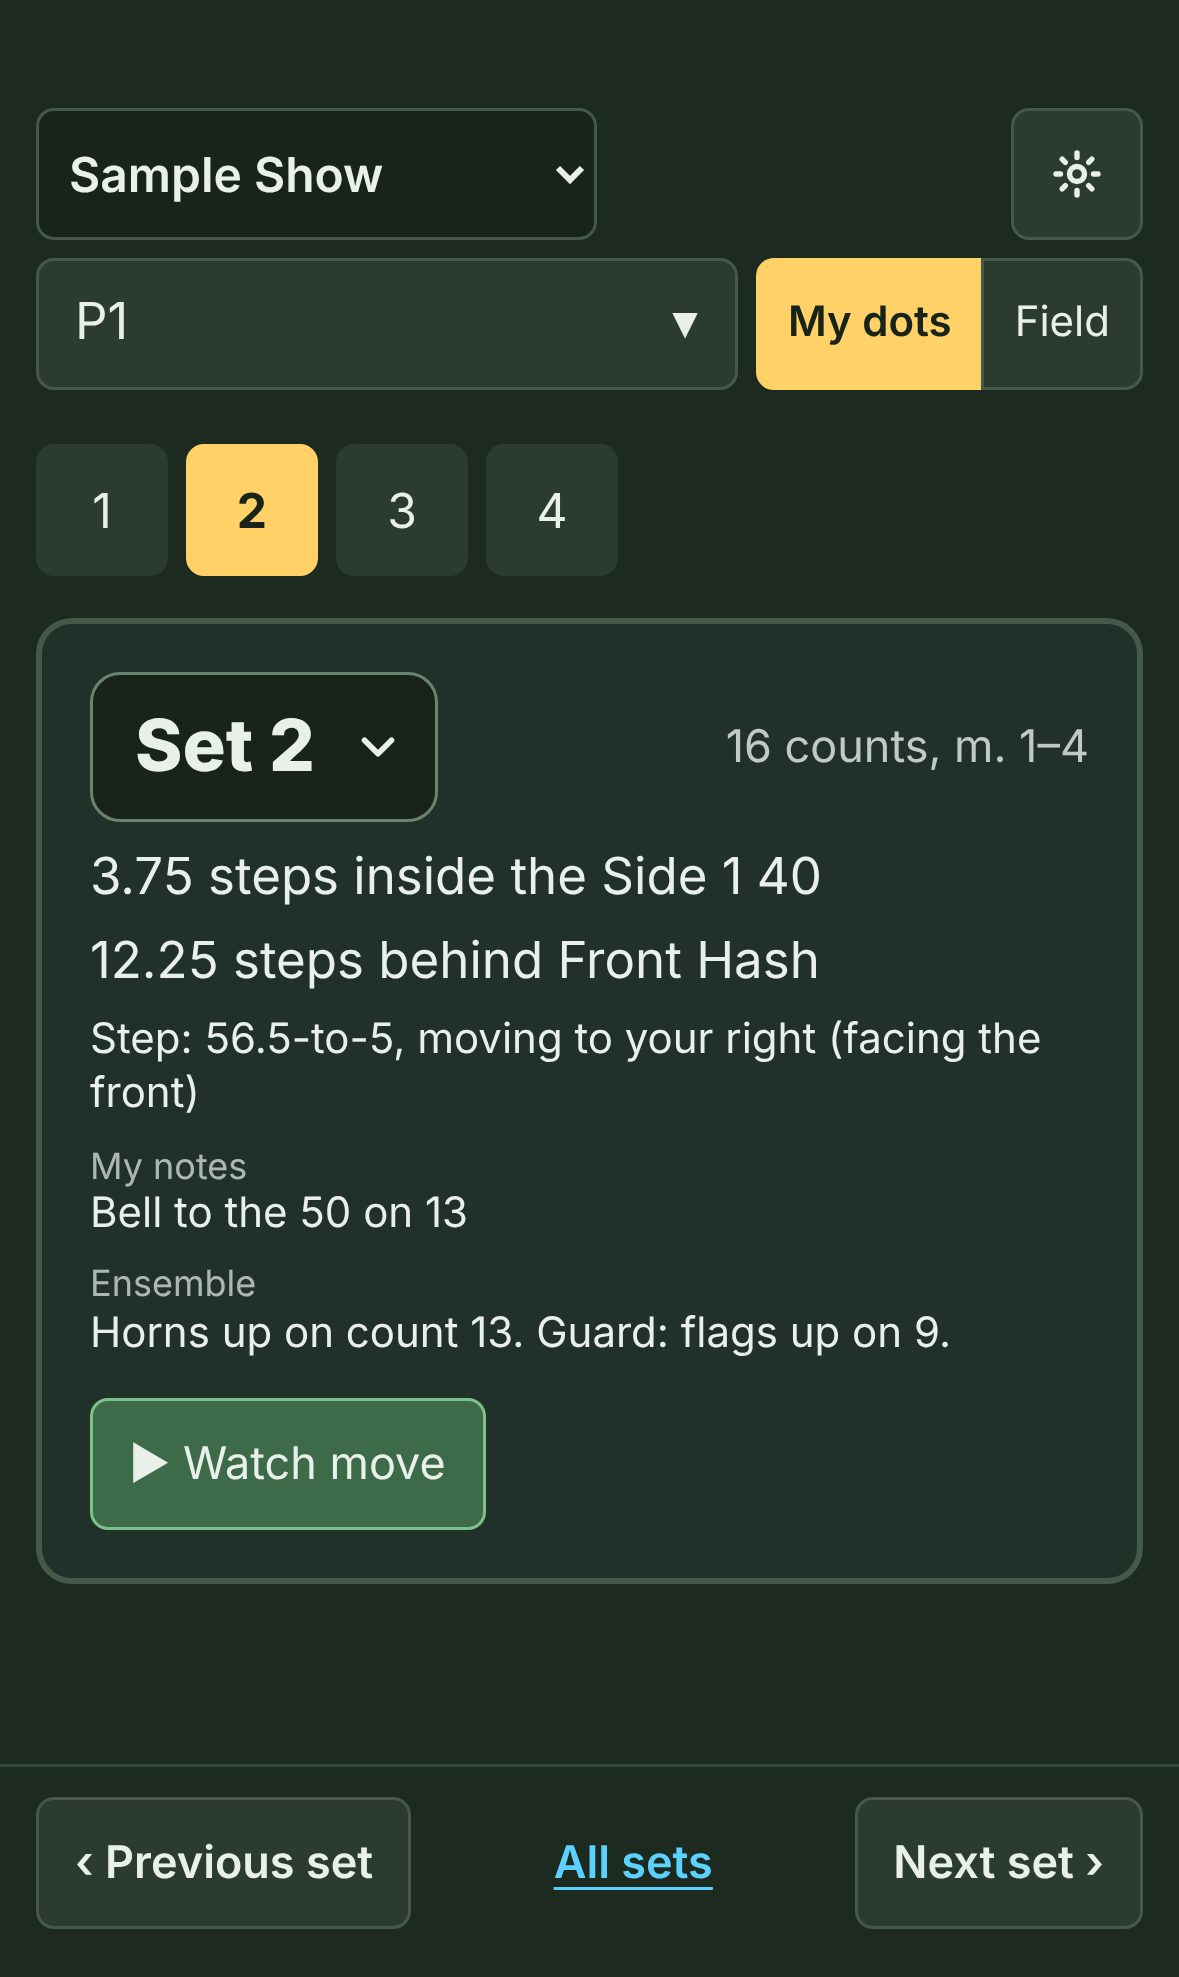 Sample Show
P1 ▼
My dots Field
1 2 3 4
Set 2
16 counts, m. 1–4
3.75 steps inside the Side 1 40
12.25 steps behind Front Hash
Step: 56.5-to-5, moving to your right (facing the
front)
My notes
Bell to the 50 on 13
Ensemble
Horns up on count 13. Guard: flags up on 9.
▶ Watch move
‹ Previous set
All sets
Next set ›